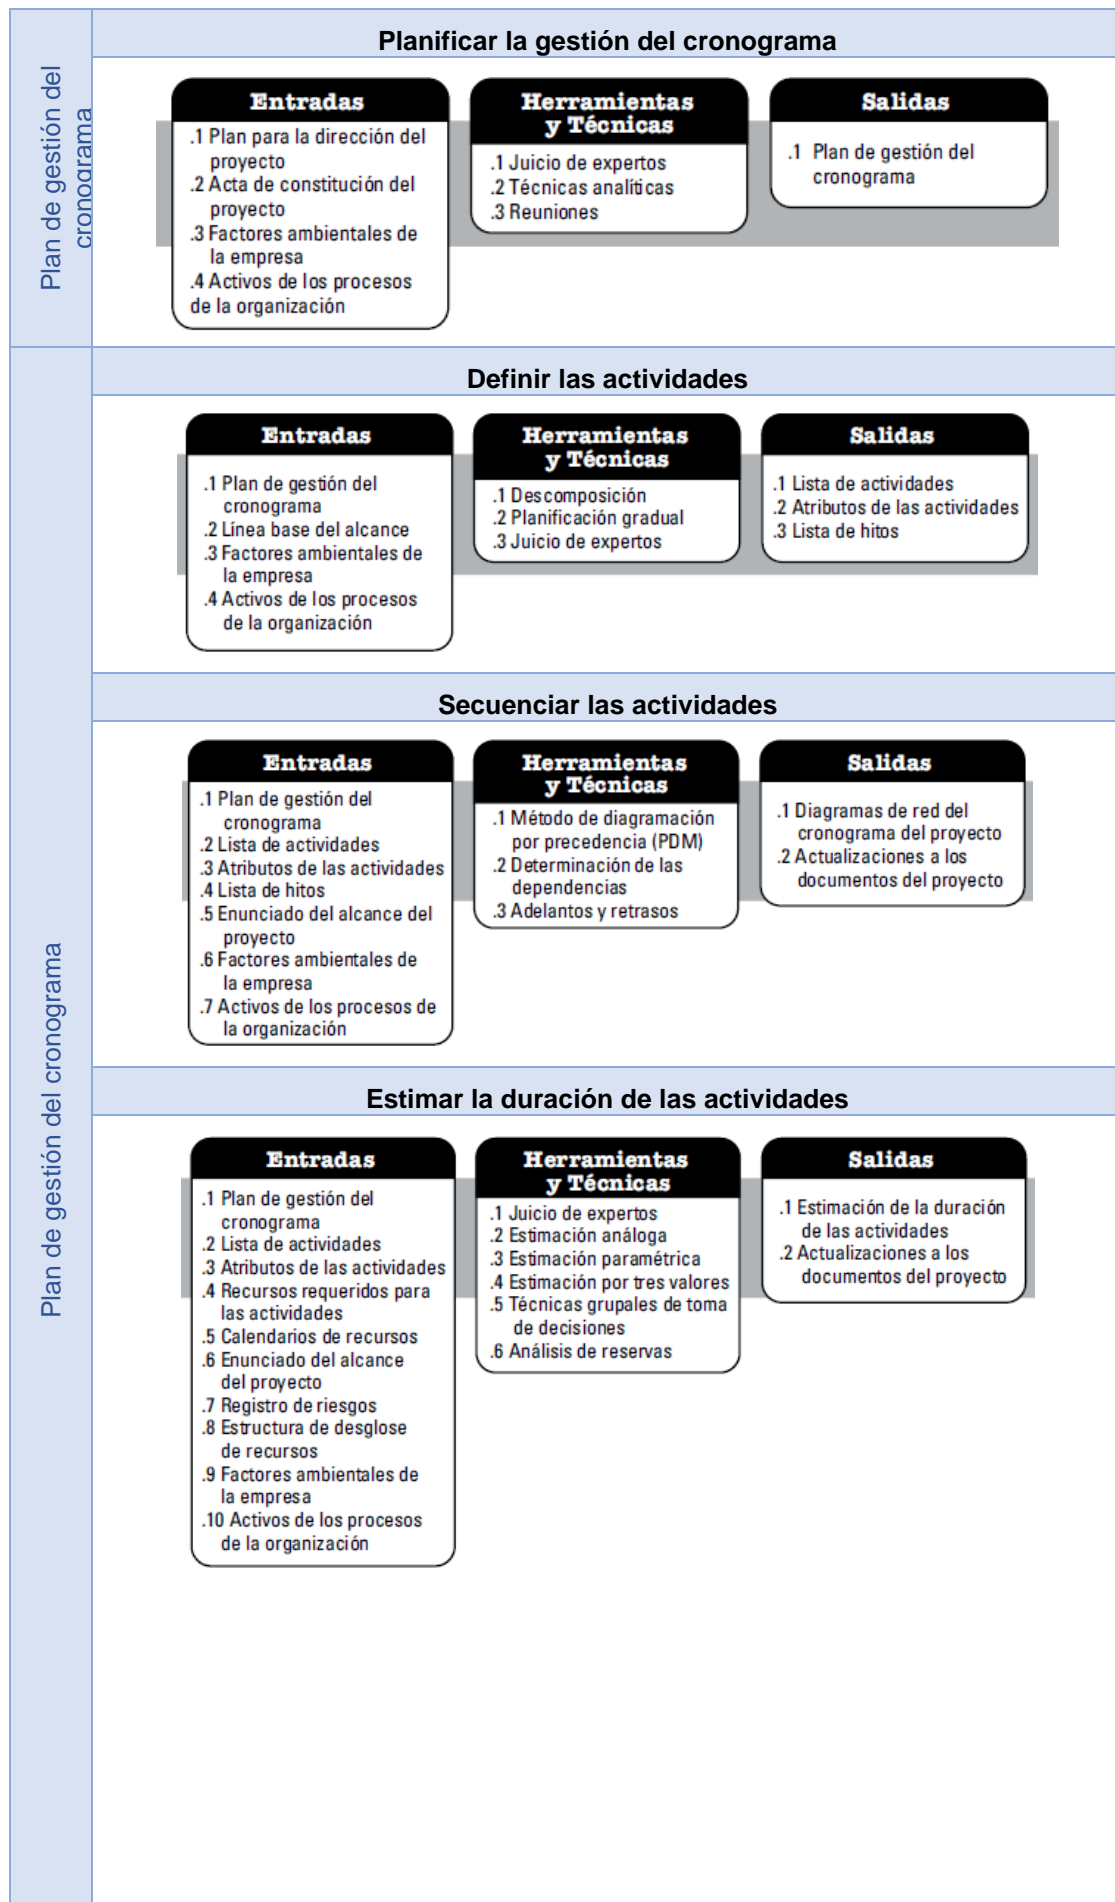 Plan de gestión del
cronograma
Planificar la gestión del cronograma
Entradas
.1 Plan para la dirección del
proyecto
.2 Acta de constitución del
proyecto
.3 Factores ambientales de
la empresa
.4 Activos de los procesos
de la organización
Herramientas
y Técnicas
.1 Juicio de expertos
.2 Técnicas analíticas
.3 Reuniones
Salidas
.1 Plan de gestión del
cronograma
Plan de gestión del cronograma
Definir las actividades
Entradas
.1 Plan de gestión del
cronograma
.2 Línea base del alcance
.3 Factores ambientales de
la empresa
.4 Activos de los procesos
de la organización
Herramientas
y Técnicas
.1 Descomposición
.2 Planificación gradual
.3 Juicio de expertos
Salidas
.1 Lista de actividades
.2 Atributos de las actividades
.3 Lista de hitos
Secuenciar las actividades
Entradas
.1 Plan de gestión del
cronograma
.2 Lista de actividades
.3 Atributos de las actividades
.4 Lista de hitos
.5 Enunciado del alcance del
proyecto
.6 Factores ambientales de
la empresa
.7 Activos de los procesos de
la organización
Herramientas
y Técnicas
.1 Método de diagramación
por precedencia (PDM)
.2 Determinación de las
dependencias
.3 Adelantos y retrasos
Salidas
.1 Diagramas de red del
cronograma del proyecto
.2 Actualizaciones a los
documentos del proyecto
Estimar la duración de las actividades
Entradas
.1 Plan de gestión del
cronograma
.2 Lista de actividades
.3 Atributos de las actividades
.4 Recursos requeridos para
las actividades
.5 Calendarios de recursos
.6 Enunciado del alcance
del proyecto
.7 Registro de riesgos
.8 Estructura de desglose
de recursos
.9 Factores ambientales de
la empresa
.10 Activos de los procesos
de la organización
Herramientas
y Técnicas
.1 Juicio de expertos
.2 Estimación análoga
.3 Estimación paramétrica
.4 Estimación por tres valores
.5 Técnicas grupales de toma
de decisiones
.6 Análisis de reservas
Salidas
.1 Estimación de la duración
de las actividades
.2 Actualizaciones a los
documentos del proyecto